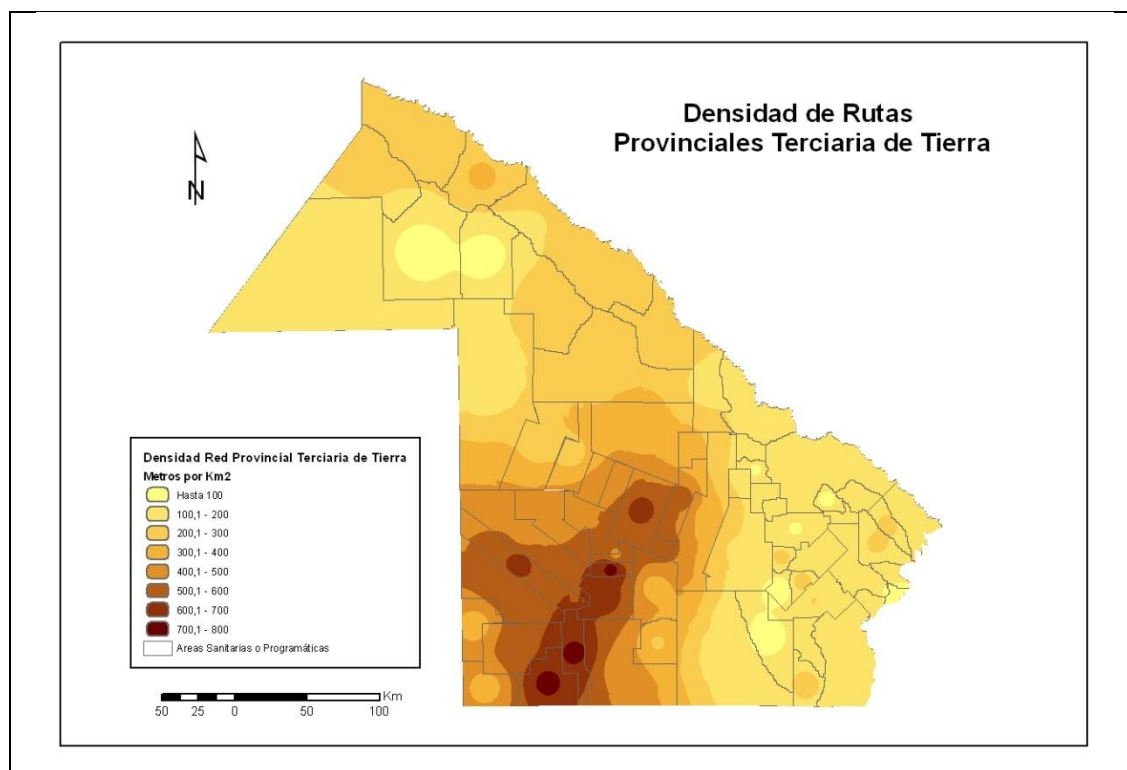 Densidad de Rutas
Provinciales Terciaria de Tierra
N
Densidad Red Provincial Terciaria de Tierra
Metros por Km2
Hasta 100
100,1 - 200
200,1 - 300
300,1 - 400
400,1 - 500
500,1 - 600
600,1 - 700
700,1 - 800
Areas Sanitarias o Programáticas
Km
50 25 0 50 100